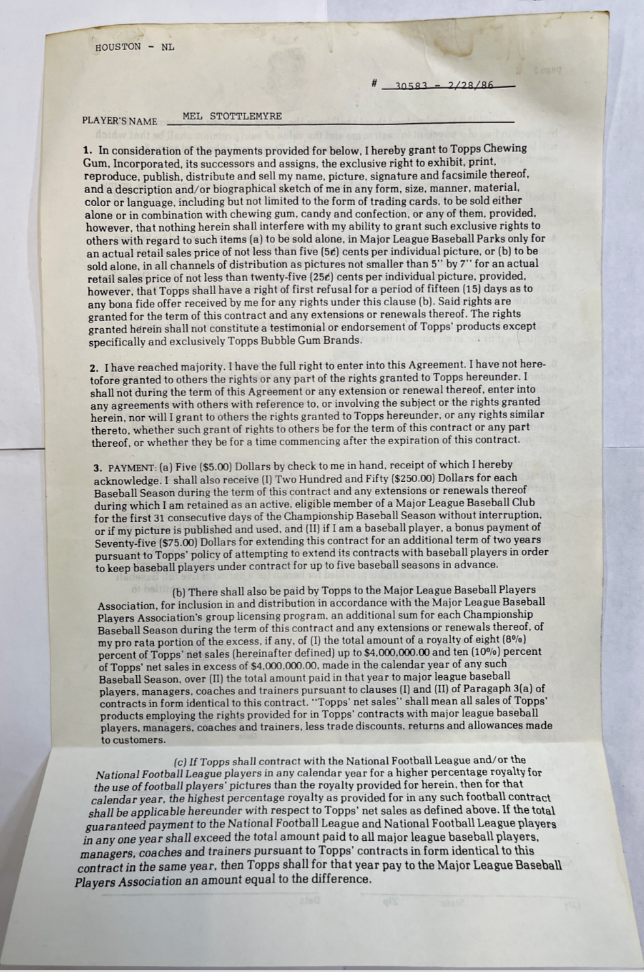 HOUSTON - NL
# 30583 - 2/28/86
PLAYER'S NAME MEL STOTTLEMYRE
1. In consideration of the payments provided for below, I hereby grant to Topps Chewing
Gum, Incorporated, its successors and assigns, the exclusive right to exhibit, print,
reproduce, publish, distribute and sell my name, picture, signature and facsimile thereof,
and a description and/or biographical sketch of me in any form, size, manner, material,
color or language, including but not limited to the form of trading cards, to be sold either
alone or in combination with chewing gum, candy and confection, or any of them, provided,
however, that nothing herein shall interfere with my ability to grant such exclusive rights to
others with regard to such items (a) to be sold alone, in Major League Baseball Parks only for
an actual retail sales price of not less than five (5¢) cents per individual picture, or (b) to be
sold alone, in all channels of distribution as pictures not smaller than 5'' by 7'' for an actual
retail sales price of not less than twenty-five (25¢) cents per individual picture, provided,
however, that Topps shall have a right of first refusal for a period of fifteen (15) days as to
any bona fide offer received by me for any rights under this clause (b). Said rights are
granted for the term of this contract and any extensions or renewals thereof. The rights
granted herein shall not constitute a testimonial or endorsement of Topps' products except
specifically and exclusively Topps Bubble Gum Brands.
2. I have reached majority. I have the full right to enter into this Agreement. I have not here-
tofore granted to others the rights or any part of the rights granted to Topps hereunder. I
shall not during the term of this Agreement or any extension or renewal thereof, enter into
any agreements with others with reference to, or involving the subject or the rights granted
herein, nor will I grant to others the rights granted to Topps hereunder, or any rights similar
thereto, whether such grant of rights to others be for the term of this contract or any part
thereof, or whether they be for a time commencing after the expiration of this contract.
3. PAYMENT: (a) Five ($5.00) Dollars by check to me in hand, receipt of which I hereby
acknowledge. I shall also receive (I) Two Hundred and Fifty ($250.00) Dollars for each
Baseball Season during the term of this contract and any extensions or renewals thereof
during which I am retained as an active, eligible member of a Major League Baseball Club
for the first 31 consecutive days of the Championship Baseball Season without interruption,
or if my picture is published and used, and (II) if I am a baseball player, a bonus payment of
Seventy-five ($75.00) Dollars for extending this contract for an additional term of two years
pursuant to Topps' policy of attempting to extend its contracts with baseball players in order
to keep baseball players under contract for up to five baseball seasons in advance.
(b) There shall also be paid by Topps to the Major League Baseball Players
Association, for inclusion in and distribution in accordance with the Major League Baseball
Players Association's group licensing program, an additional sum for each Championship
Baseball Season during the term of this contract and any extensions or renewals thereof, of
my pro rata portion of the excess, if any, of (I) the total amount of a royalty of eight (8%)
percent of Topps' net sales (hereinafter defined) up to $4,000,000.00 and ten (10%) percent
of Topps' net sales in excess of $4,000,000.00, made in the calendar year of any such
Baseball Season, over (II) the total amount paid in that year to major league baseball
players, managers, coaches and trainers pursuant to clauses (I) and (II) of Paragaph 3(a) of
contracts in form identical to this contract. "Topps' net sales" shall mean all sales of Topps'
products employing the rights provided for in Topps' contracts with major league baseball
players, managers, coaches and trainers, less trade discounts, returns and allowances made
to customers.
(c) If Topps shall contract with the National Football League and/or the
National Football League players in any calendar year for a higher percentage royalty for
the use of football players' pictures than the royalty provided for herein, then for that
calendar year, the highest percentage royalty as provided for in any such football contract
shall be applicable hereunder with respect to Topps' net sales as defined above. If the total
guaranteed payment to the National Football League and National Football League players
in any one year shall exceed the total amount paid to all major league baseball players,
managers, coaches and trainers pursuant to Topps' contracts in form identical to this
contract in the same year, then Topps shall for that year pay to the Major League Baseball
Players Association an amount equal to the difference.